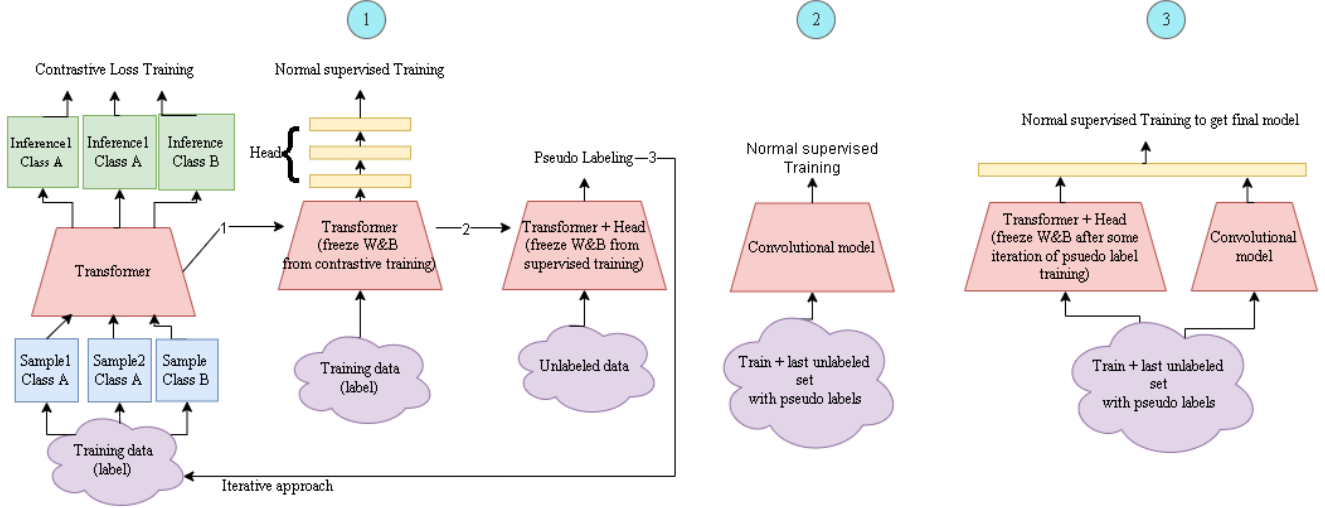 1
Contrastive Loss Training
Normal supervised Training
Inference1
Class A
Inference1
Class A
Inference
Class B
Head
Transformer
1
Transformer
(freeze W&B
from contrastive training)
2
Pseudo Labeling
3
Transformer + Head
(freeze W&B from
supervised training)
Sample1
Class A
Sample2
Class A
Sample
Class B
Training data
(label)
Training data
(label)
Unlabeled data
Iterative approach
2
Normal supervised
Training
Convolutional model
Train + last unlabeled
set
with pseudo labels
3
Normal supervised Training to get final model
Transformer + Head
(freeze W&B after some
iteration of psuedo label
training)
Convolutional
model
Train + last unlabeled
set
with pseudo labels